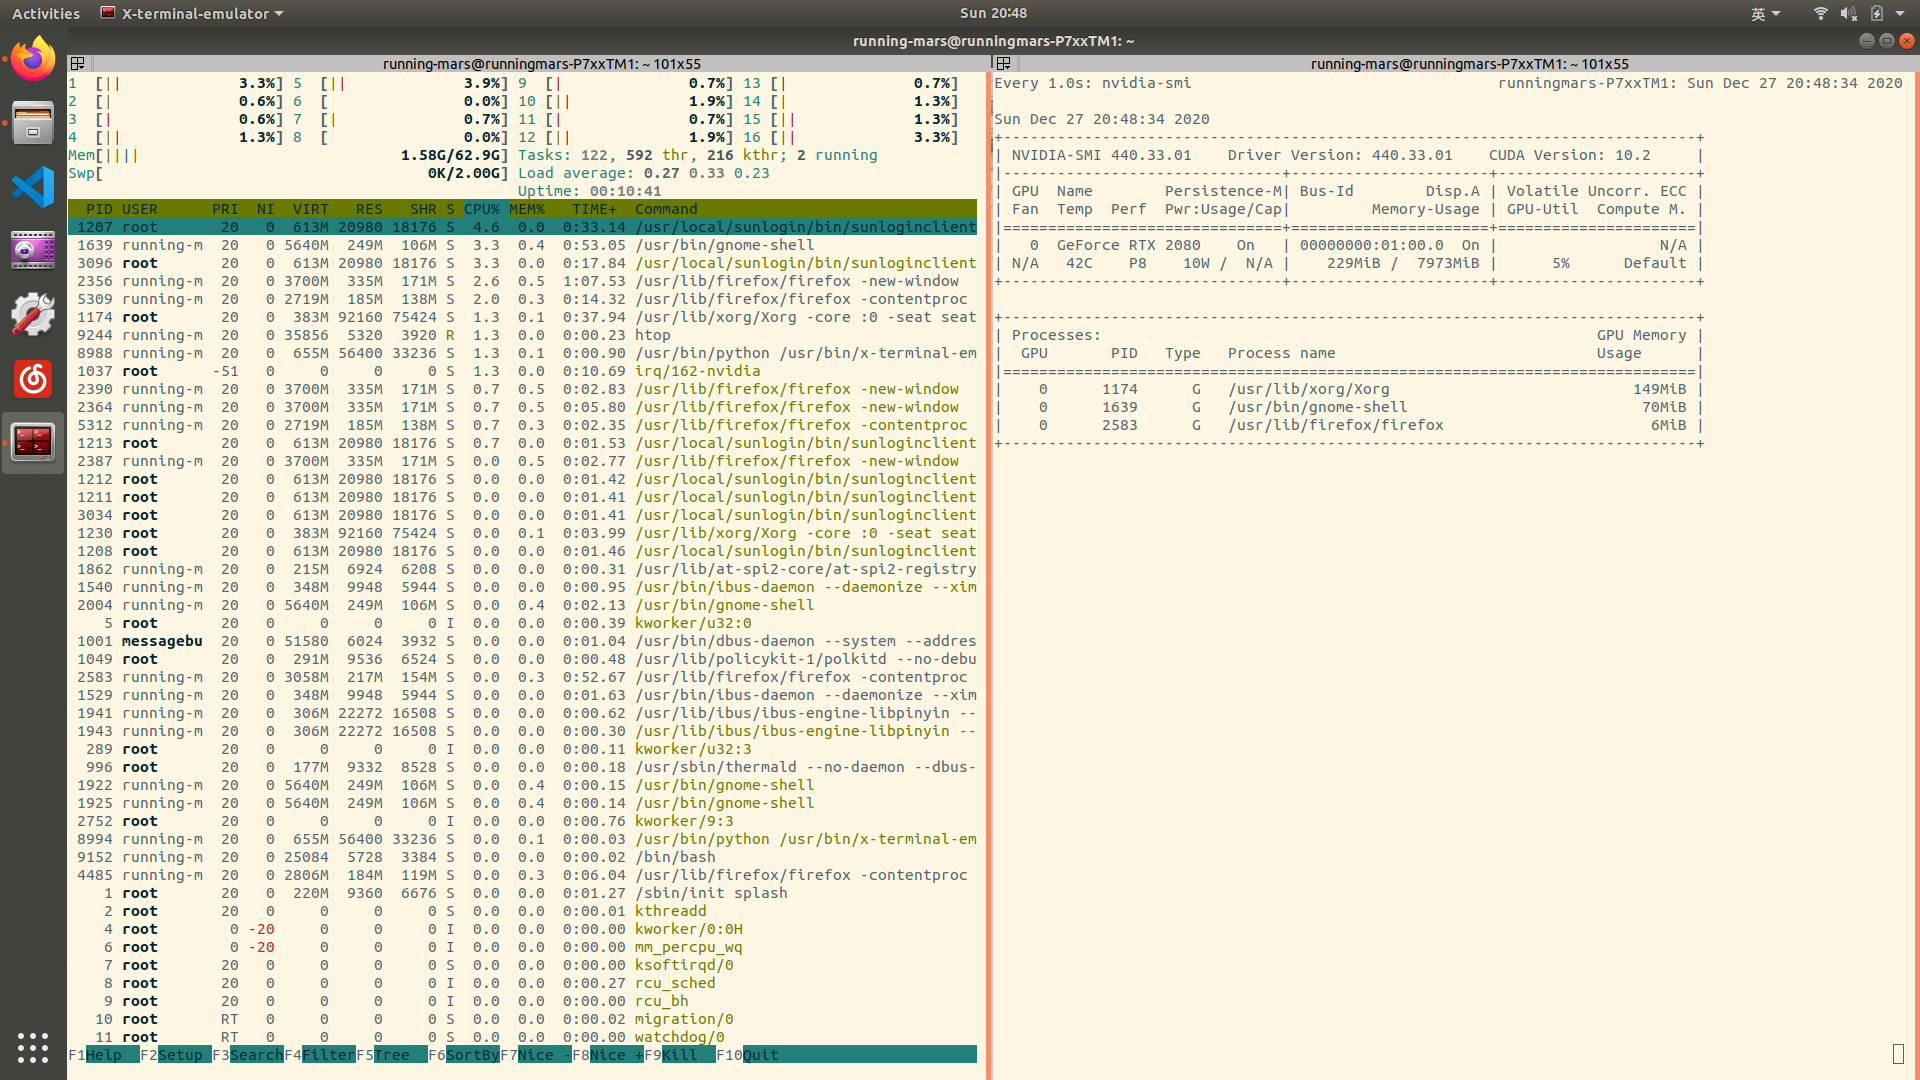 Activities X-terminal-emulator Sun 20:48 英
running-mars@runningmars-P7xxTM1: ~
running-mars@runningmars-P7xxTM1: ~ 101x55
1 [|| 3.3%] 5 [|| 3.9%] 9 [| 0.7%] 13 [| 0.7%]
2 [| 0.6%] 6 [ 0.0%] 10 [|| 1.9%] 14 [| 1.3%]
3 [| 0.6%] 7 [| 0.7%] 11 [| 0.7%] 15 [|| 1.3%]
4 [|| 1.3%] 8 [ 0.0%] 12 [|| 1.9%] 16 [|| 3.3%]
Mem[|||| 1.58G/62.9G] Tasks: 122, 592 thr, 216 kthr; 2 running
Swp[ 0K/2.00G] Load average: 0.27 0.33 0.23
Uptime: 00:10:41
PID USER PRI NI VIRT RES SHR S CPU% MEM% TIME+ Command
1207 root 20 0 613M 20980 18176 S 4.6 0.0 0:33.14 /usr/local/sunlogin/bin/sunloginclient
1639 running-m 20 0 5640M 249M 106M S 3.3 0.4 0:53.05 /usr/bin/gnome-shell
3096 root 20 0 613M 20980 18176 S 3.3 0.0 0:17.84 /usr/local/sunlogin/bin/sunloginclient
2356 running-m 20 0 3700M 335M 171M S 2.6 0.5 1:07.53 /usr/lib/firefox/firefox -new-window
5309 running-m 20 0 2719M 185M 138M S 2.0 0.3 0:14.32 /usr/lib/firefox/firefox -contentproc
1174 root 20 0 383M 92160 75424 S 1.3 0.1 0:37.94 /usr/lib/xorg/Xorg -core :0 -seat seat
9244 running-m 20 0 35856 5320 3920 R 1.3 0.0 0:00.23 htop
8988 running-m 20 0 655M 56400 33236 S 1.3 0.1 0:00.90 /usr/bin/python /usr/bin/x-terminal-em
1037 root -51 0 0 0 0 S 1.3 0.0 0:10.69 irq/162-nvidia
2390 running-m 20 0 3700M 335M 171M S 0.7 0.5 0:02.83 /usr/lib/firefox/firefox -new-window
2364 running-m 20 0 3700M 335M 171M S 0.7 0.5 0:05.80 /usr/lib/firefox/firefox -new-window
5312 running-m 20 0 2719M 185M 138M S 0.7 0.3 0:02.35 /usr/lib/firefox/firefox -contentproc
1213 root 20 0 613M 20980 18176 S 0.7 0.0 0:01.53 /usr/local/sunlogin/bin/sunloginclient
2387 running-m 20 0 3700M 335M 171M S 0.0 0.5 0:02.77 /usr/lib/firefox/firefox -new-window
1212 root 20 0 613M 20980 18176 S 0.0 0.0 0:01.42 /usr/local/sunlogin/bin/sunloginclient
1211 root 20 0 613M 20980 18176 S 0.0 0.0 0:01.41 /usr/local/sunlogin/bin/sunloginclient
3034 root 20 0 613M 20980 18176 S 0.0 0.0 0:01.41 /usr/local/sunlogin/bin/sunloginclient
1230 root 20 0 383M 92160 75424 S 0.0 0.1 0:03.99 /usr/lib/xorg/Xorg -core :0 -seat seat
1208 root 20 0 613M 20980 18176 S 0.0 0.0 0:01.46 /usr/local/sunlogin/bin/sunloginclient
1862 running-m 20 0 215M 6924 6208 S 0.0 0.0 0:00.31 /usr/lib/at-spi2-core/at-spi2-registry
1540 running-m 20 0 348M 9948 5944 S 0.0 0.0 0:00.95 /usr/bin/ibus-daemon --daemonize --xim
2004 running-m 20 0 5640M 249M 106M S 0.0 0.4 0:02.13 /usr/bin/gnome-shell
5 root 20 0 0 0 0 I 0.0 0.0 0:00.39 kworker/u32:0
1001 messagebu 20 0 51580 6024 3932 S 0.0 0.0 0:01.04 /usr/bin/dbus-daemon --system --addres
1049 root 20 0 291M 9536 6524 S 0.0 0.0 0:00.48 /usr/lib/policykit-1/polkitd --no-debu
2583 running-m 20 0 3058M 217M 154M S 0.0 0.3 0:52.67 /usr/lib/firefox/firefox -contentproc
1529 running-m 20 0 348M 9948 5944 S 0.0 0.0 0:01.63 /usr/bin/ibus-daemon --daemonize --xim
1941 running-m 20 0 306M 22272 16508 S 0.0 0.0 0:00.62 /usr/lib/ibus/ibus-engine-libpinyin --
1943 running-m 20 0 306M 22272 16508 S 0.0 0.0 0:00.30 /usr/lib/ibus/ibus-engine-libpinyin --
289 root 20 0 0 0 0 I 0.0 0.0 0:00.11 kworker/u32:3
996 root 20 0 177M 9332 8528 S 0.0 0.0 0:00.18 /usr/sbin/thermald --no-daemon --dbus-
1922 running-m 20 0 5640M 249M 106M S 0.0 0.4 0:00.15 /usr/bin/gnome-shell
1925 running-m 20 0 5640M 249M 106M S 0.0 0.4 0:00.14 /usr/bin/gnome-shell
2752 root 20 0 0 0 0 I 0.0 0.0 0:00.76 kworker/9:3
8994 running-m 20 0 655M 56400 33236 S 0.0 0.1 0:00.03 /usr/bin/python /usr/bin/x-terminal-em
9152 running-m 20 0 25084 5728 3384 S 0.0 0.0 0:00.02 /bin/bash
4485 running-m 20 0 2806M 184M 119M S 0.0 0.3 0:06.04 /usr/lib/firefox/firefox -contentproc
1 root 20 0 220M 9360 6676 S 0.0 0.0 0:01.27 /sbin/init splash
2 root 20 0 0 0 0 S 0.0 0.0 0:00.01 kthreadd
4 root 0 -20 0 0 0 I 0.0 0.0 0:00.00 kworker/0:0H
6 root 0 -20 0 0 0 I 0.0 0.0 0:00.00 mm_percpu_wq
7 root 20 0 0 0 0 S 0.0 0.0 0:00.00 ksoftirqd/0
8 root 20 0 0 0 0 I 0.0 0.0 0:00.27 rcu_sched
9 root 20 0 0 0 0 I 0.0 0.0 0:00.00 rcu_bh
10 root RT 0 0 0 0 S 0.0 0.0 0:00.02 migration/0
11 root RT 0 0 0 0 S 0.0 0.0 0:00.00 watchdog/0
F1Help F2Setup F3SearchF4FilterF5Tree F6SortByF7Nice -F8Nice +F9Kill F10Quit
running-mars@runningmars-P7xxTM1: ~ 101x55
Every 1.0s: nvidia-smi runningmars-P7xxTM1: Sun Dec 27 20:48:34 2020
Sun Dec 27 20:48:34 2020
NVIDIA-SMI 440.33.01 Driver Version: 440.33.01 CUDA Version: 10.2
GPU Name Persistence-M| Bus-Id Disp.A | Volatile Uncorr. ECC
Fan Temp Perf Pwr:Usage/Cap| Memory-Usage | GPU-Util Compute M.
0 GeForce RTX 2080 On | 00000000:01:00.0 On | N/A
N/A 42C P8 10W / N/A | 229MiB / 7973MiB | 5% Default
Processes: GPU Memory
GPU PID Type Process name Usage
0 1174 G /usr/lib/xorg/Xorg 149MiB
0 1639 G /usr/bin/gnome-shell 70MiB
0 2583 G /usr/lib/firefox/firefox 6MiB